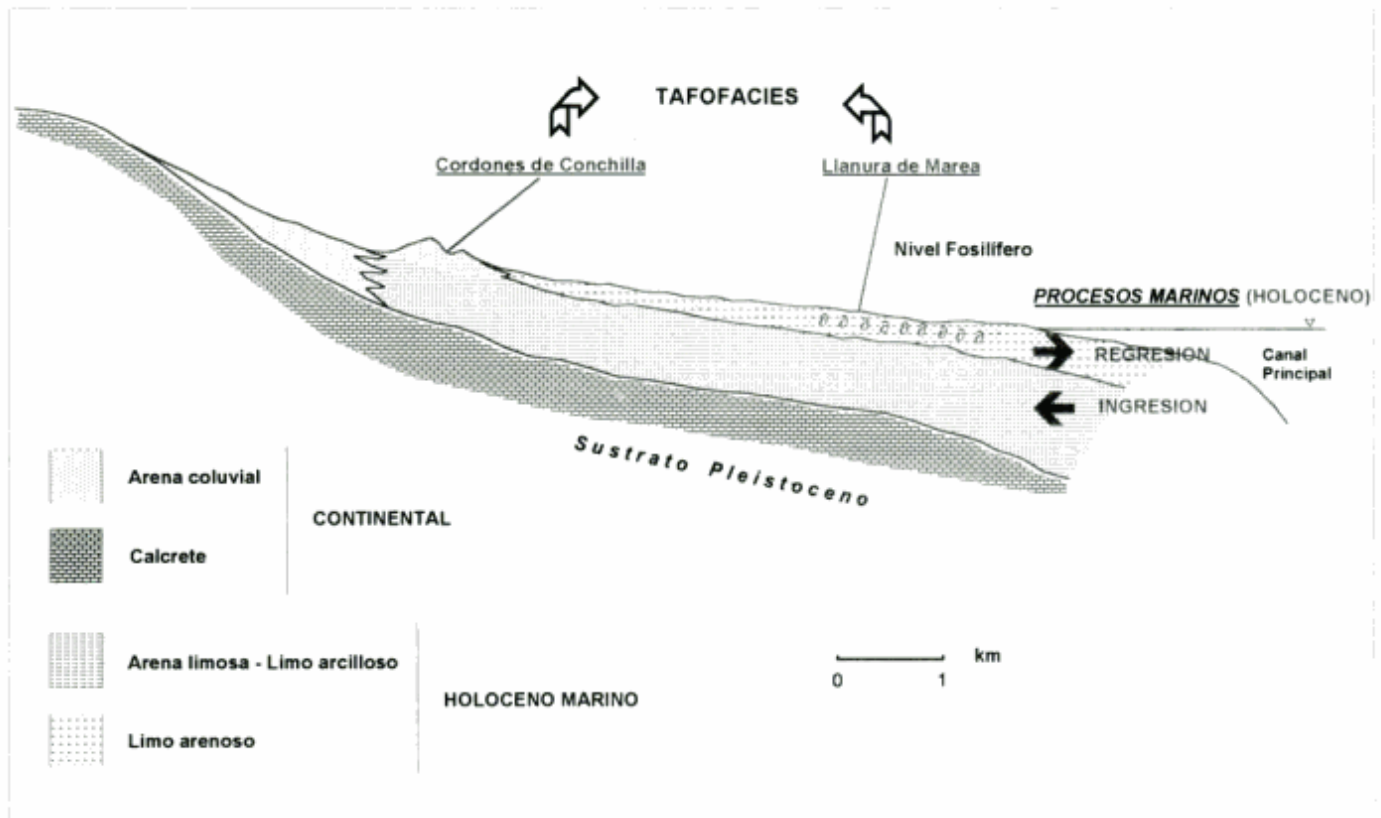 TAFOFACIES
Cordones de Conchilla
Llanura de Marea
Nivel Fosilífero
PROCESOS MARINOS (HOLOCENO)
REGRESION
Canal
Principal
INGRESION
Sustrato Pleistoceno
Arena coluvial
CONTINENTAL
Calcrete
Arena limosa - Limo arcilloso
HOLOCENO MARINO
Limo arenoso
km
0 1